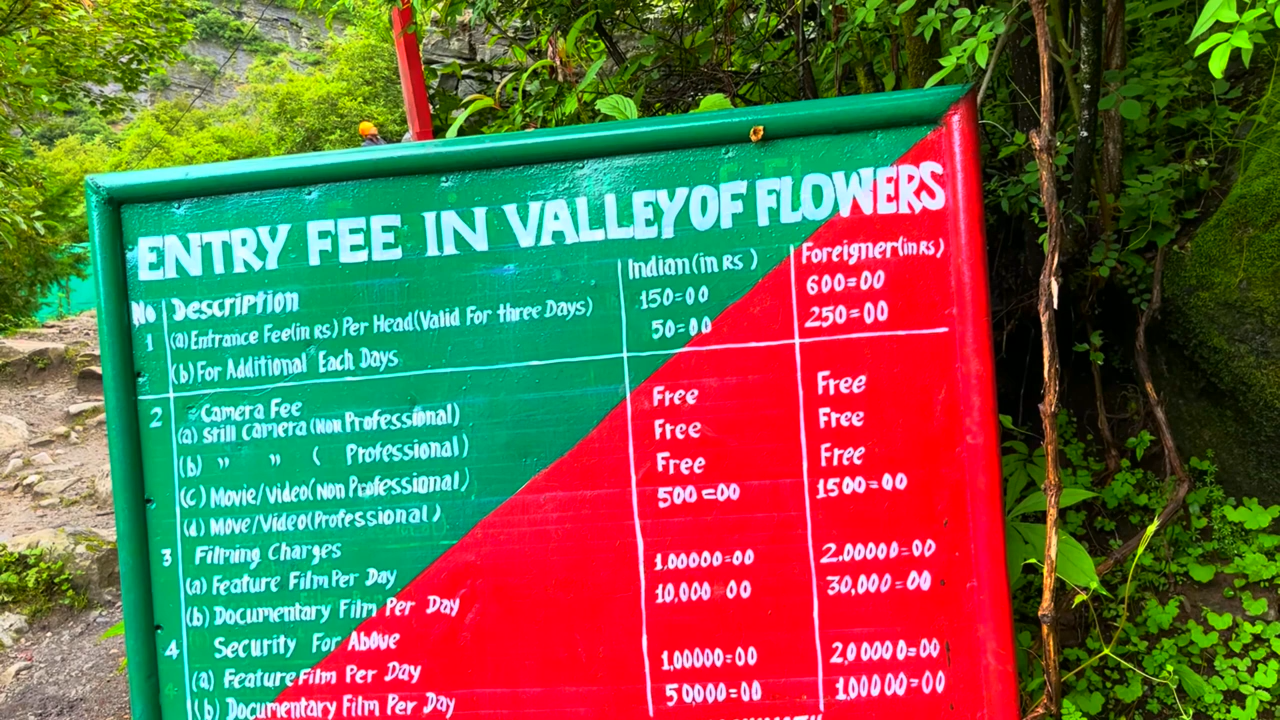 ENTRY FEE IN VALLEY OF FLOWERS
No Description Indian (in Rs) Foreigner (in Rs)
1 (a) Entrance Fee (in Rs) Per Head (Valid For three Days) 150=00 600=00
(b) For Additional Each Days 50=00 250=00
2 Camera Fee
(a) Still Camera (Non Professional) Free Free
(b) " " ( Professional) Free Free
(c) Movie/Video (Non Professional) Free Free
(d) Move/Video (Professional) 500=00 1500=00
3 Filming Charges
(a) Feature Film Per Day 1,00000=00 2,00000=00
(b) Documentary Film Per Day 10,000 00 30,000=00
4 Security For Above
(a) Feature Film Per Day 1,00000=00 2,00000=00
(b) Documentary Film Per Day 50000=00 1,00000=00